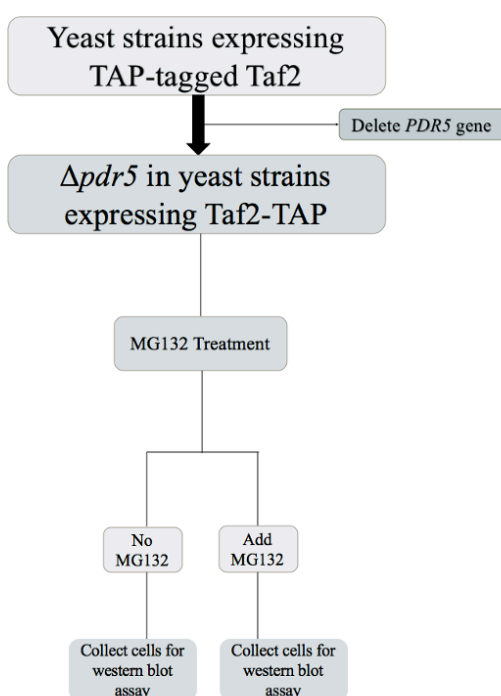 Yeast strains expressing
TAP-tagged Taf2
Delete PDR5 gene
Δpdr5 in yeast strains
expressing Taf2-TAP
MG132 Treatment
No
MG132
Add
MG132
Collect cells for
western blot
assay
Collect cells for
western blot
assay